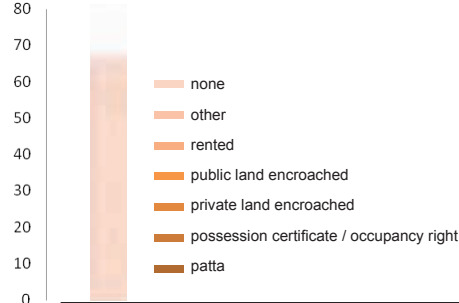 80
70
60
50
40
30
20
10
0
none
other
rented
public land encroached
private land encroached
possession certificate / occupancy right
patta